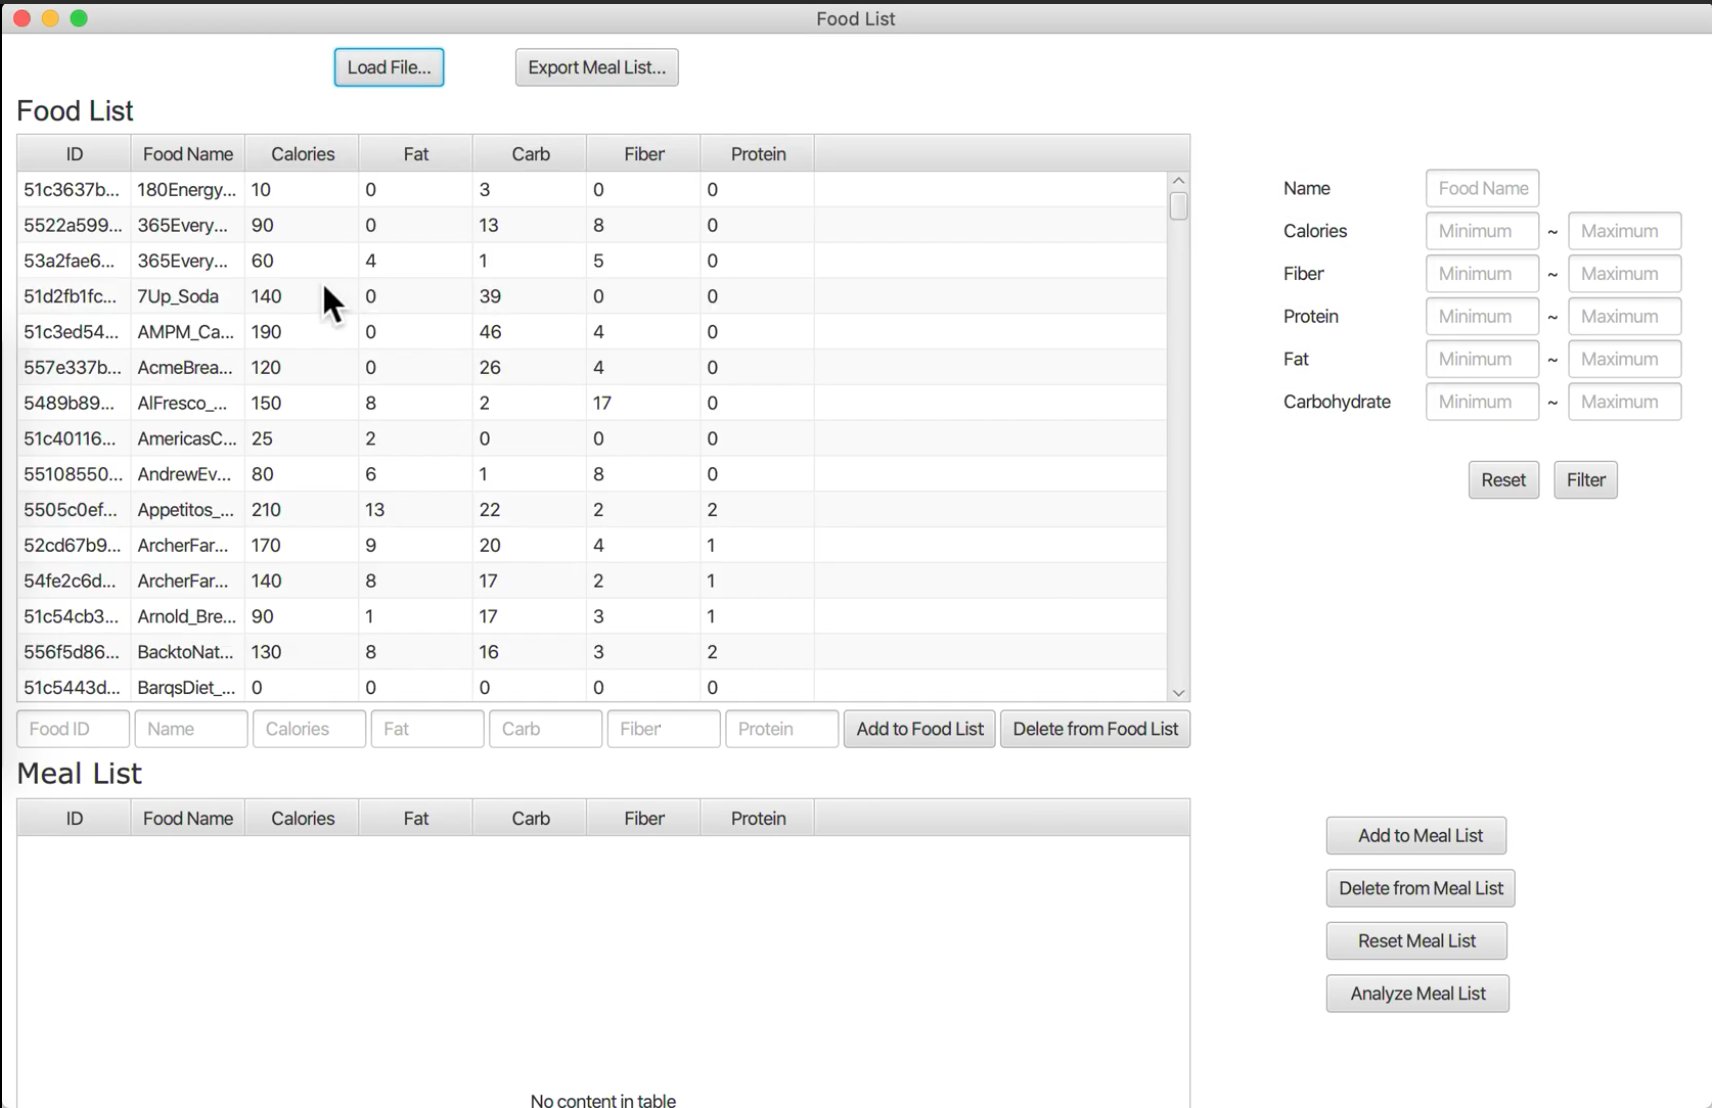 Food List
Load File... Export Meal List...
Food List
ID Food Name Calories Fat Carb Fiber Protein
51c3637b... 180Energy... 10 0 3 0 0
5522a599... 365Every... 90 0 13 8 0
53a2fae6... 365Every... 60 4 1 5 0
51d2fb1fc... 7Up_Soda 140 0 39 0 0
51c3ed54... AMPM_Ca... 190 0 46 4 0
557e337b... AcmeBrea... 120 0 26 4 0
5489b89... AlFresco_... 150 8 2 17 0
51c40116... AmericasC... 25 2 0 0 0
55108550... AndrewEv... 80 6 1 8 0
5505c0ef... Appetitos_... 210 13 22 2 2
52cd67b9... ArcherFar... 170 9 20 4 1
54fe2c6d... ArcherFar... 140 8 17 2 1
51c54cb3... Arnold_Bre... 90 1 17 3 1
556f5d86... BacktoNat... 130 8 16 3 2
51c5443d... BarqsDiet_... 0 0 0 0 0
Food ID Name Calories Fat Carb Fiber Protein Add to Food List Delete from Food List
Name Food Name
Calories Minimum ~ Maximum
Fiber Minimum ~ Maximum
Protein Minimum ~ Maximum
Fat Minimum ~ Maximum
Carbohydrate Minimum ~ Maximum
Reset Filter
Meal List
ID Food Name Calories Fat Carb Fiber Protein
No content in table
Add to Meal List
Delete from Meal List
Reset Meal List
Analyze Meal List